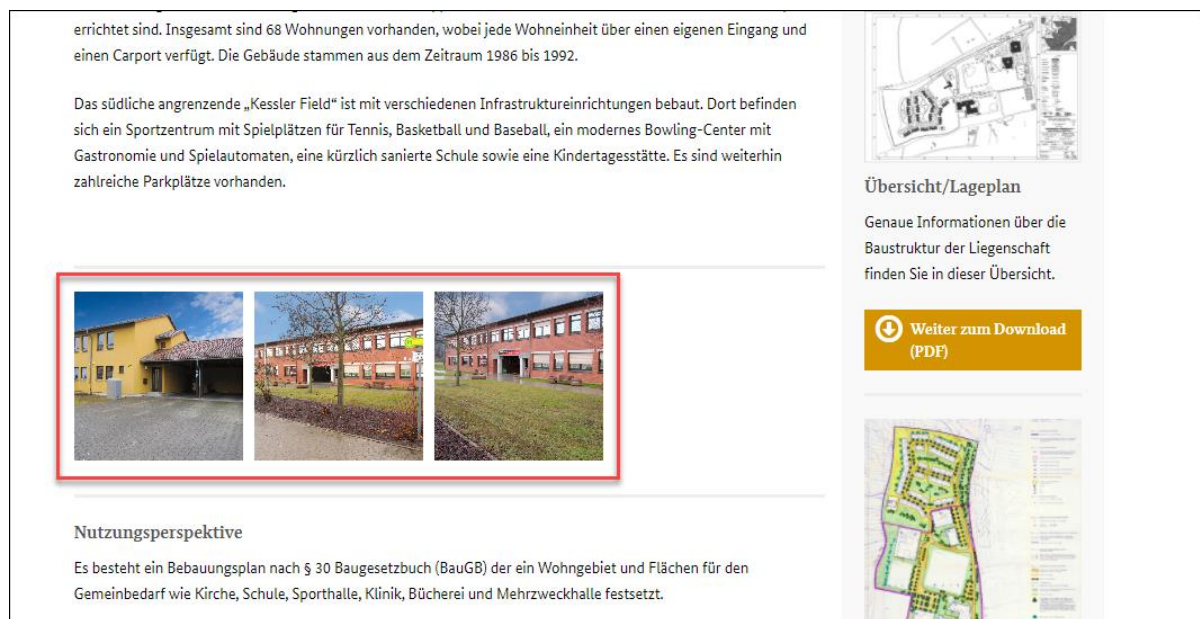 errichtet sind. Insgesamt sind 68 Wohnungen vorhanden, wobei jede Wohneinheit über einen eigenen Eingang und
einen Carport verfügt. Die Gebäude stammen aus dem Zeitraum 1986 bis 1992.
Das südliche angrenzende „Kessler Field“ ist mit verschiedenen Infrastruktureinrichtungen bebaut. Dort befinden
sich ein Sportzentrum mit Spielplätzen für Tennis, Basketball und Baseball, ein modernes Bowling-Center mit
Gastronomie und Spielautomaten, eine kürzlich sanierte Schule sowie eine Kindertagesstätte. Es sind weiterhin
zahlreiche Parkplätze vorhanden.
Nutzungsperspektive
Es besteht ein Bebauungsplan nach § 30 Baugesetzbuch (BauGB) der ein Wohngebiet und Flächen für den
Gemeinbedarf wie Kirche, Schule, Sporthalle, Klinik, Bücherei und Mehrzweckhalle festsetzt.
Übersicht/Lageplan
Genaue Informationen über die
Baustruktur der Liegenschaft
finden Sie in dieser Übersicht.
Weiter zum Download
(PDF)